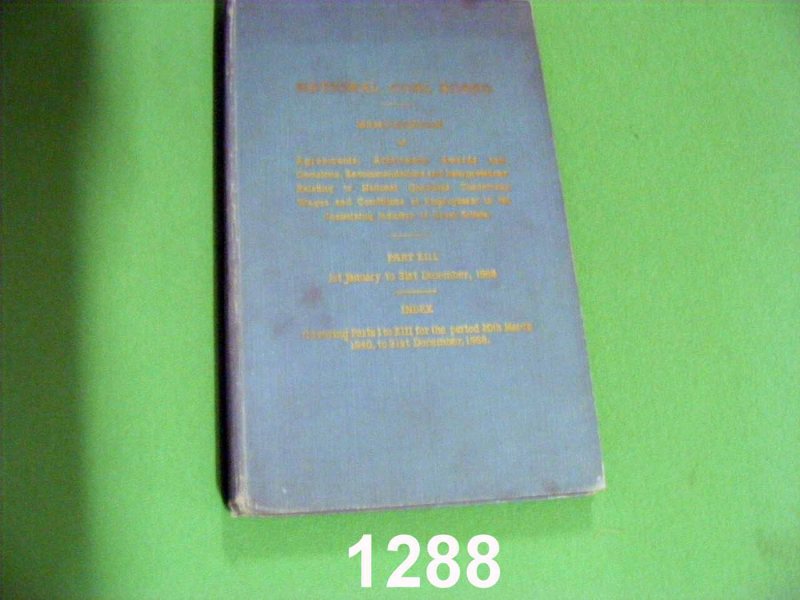 NATIONAL COAL BOARD
MEMORANDUM
of
Agreements, Arbitration Awards and
Decisions, Recommendations and Interpretations
Relating to National Questions Concerning
Wages and Conditions of Employment in the
Coalmining Industry of Great Britain
PART XIII
1st January to 31st December,
INDEX
Covering Parts I to XIII for the period 20th March
1940, to 31st December,
1288